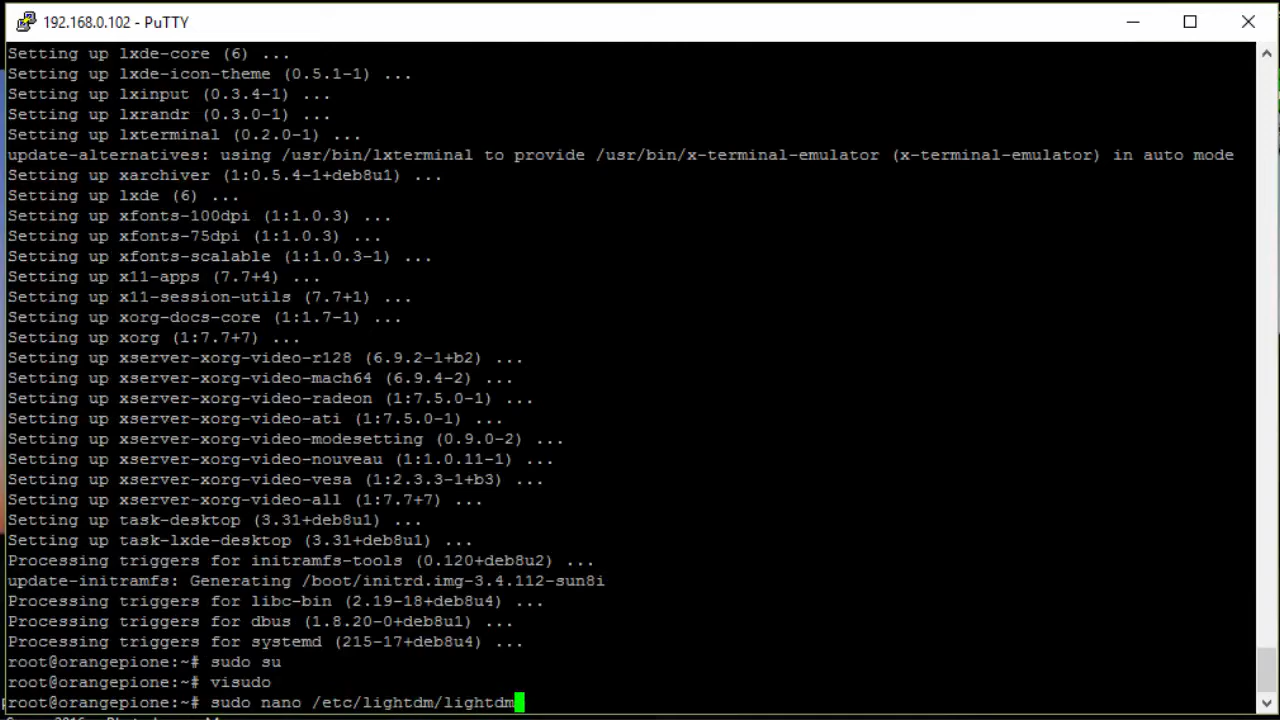 192.168.0.102 - PuTTY
Setting up lxde-core (6) ...
Setting up lxde-icon-theme (0.5.1-1) ...
Setting up lxinput (0.3.4-1) ...
Setting up lxrandr (0.3.0-1) ...
Setting up lxterminal (0.2.0-1) ...
update-alternatives: using /usr/bin/lxterminal to provide /usr/bin/x-terminal-emulator (x-terminal-emulator) in auto mode
Setting up xarchiver (1:0.5.4-1+deb8u1) ...
Setting up lxde (6) ...
Setting up xfonts-100dpi (1:1.0.3) ...
Setting up xfonts-75dpi (1:1.0.3) ...
Setting up xfonts-scalable (1:1.0.3-1) ...
Setting up x11-apps (7.7+4) ...
Setting up x11-session-utils (7.7+1) ...
Setting up xorg-docs-core (1:1.7-1) ...
Setting up xorg (1:7.7+7) ...
Setting up xserver-xorg-video-r128 (6.9.2-1+b2) ...
Setting up xserver-xorg-video-mach64 (6.9.4-2) ...
Setting up xserver-xorg-video-radeon (1:7.5.0-1) ...
Setting up xserver-xorg-video-ati (1:7.5.0-1) ...
Setting up xserver-xorg-video-modesetting (0.9.0-2) ...
Setting up xserver-xorg-video-nouveau (1:1.0.11-1) ...
Setting up xserver-xorg-video-vesa (1:2.3.3-1+b3) ...
Setting up xserver-xorg-video-all (1:7.7+7) ...
Setting up task-desktop (3.31+deb8u1) ...
Setting up task-lxde-desktop (3.31+deb8u1) ...
Processing triggers for initramfs-tools (0.120+deb8u2) ...
update-initramfs: Generating /boot/initrd.img-3.4.112-sun8i
Processing triggers for libc-bin (2.19-18+deb8u4) ...
Processing triggers for dbus (1.8.20-0+deb8u1) ...
Processing triggers for systemd (215-17+deb8u4) ...
root@orangepione:~# sudo su
root@orangepione:~# visudo
root@orangepione:~# sudo nano /etc/lightdm/lightdm